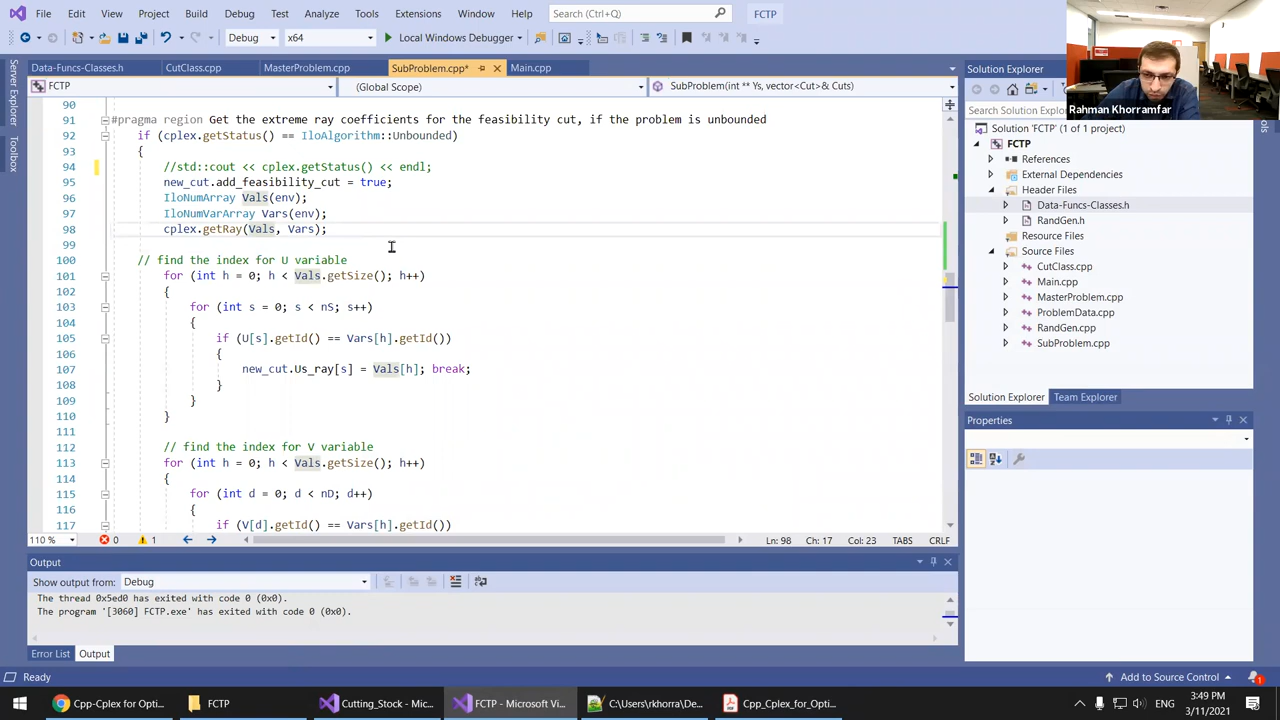 File Edit View Project Build Debug Test Analyze Tools Extensions Window Help Search (Ctrl+Q) FCTP
Debug x64 Local Windows Debugger
Server Explorer
Toolbox
Data-Funcs-Classes.h CutClass.cpp MasterProblem.cpp SubProblem.cpp* Main.cpp
FCTP (Global Scope) SubProblem(int ** Ys, vector<Cut>& Cuts)
90
91 #pragma region Get the extreme ray coefficients for the feasibility cut, if the problem is unbounded
92 if (cplex.getStatus() == IloAlgorithm::Unbounded)
93 {
94 //std::cout << cplex.getStatus() << endl;
95 new_cut.add_feasibility_cut = true;
96 IloNumArray Vals(env);
97 IloNumVarArray Vars(env);
98 cplex.getRay(Vals, Vars);
99
100 // find the index for U variable
101 for (int h = 0; h < Vals.getSize(); h++)
102 {
103 for (int s = 0; s < nS; s++)
104 {
105 if (U[s].getId() == Vars[h].getId())
106 {
107 new_cut.Us_ray[s] = Vals[h]; break;
108 }
109 }
110 }
111
112 // find the index for V variable
113 for (int h = 0; h < Vals.getSize(); h++)
114 {
115 for (int d = 0; d < nD; d++)
116 {
117 if (V[d].getId() == Vars[h].getId())
110 % 0 1 Ln: 98 Ch: 17 Col: 23 TABS CRLF
Output
Show output from: Debug
The thread 0x5ed0 has exited with code 0 (0x0).
The program '[3060] FCTP.exe' has exited with code 0 (0x0).
Error List Output
Ready
Solution Explorer
Search Solution Explorer
Solution 'FCTP' (1 of 1 project)
FCTP
References
External Dependencies
Header Files
Data-Funcs-Classes.h
RandGen.h
Resource Files
Source Files
CutClass.cpp
Main.cpp
MasterProblem.cpp
ProblemData.cpp
RandGen.cpp
SubProblem.cpp
Solution Explorer Team Explorer
Properties
Add to Source Control 1
Rahman Khorramfar
Cpp-Cplex for Opti... FCTP Cutting_Stock - Mic... FCTP - Microsoft Vi... C:\Users\rkhorra\De... Cpp_Cplex_for_Opti...
3:49 PM
3/11/2021